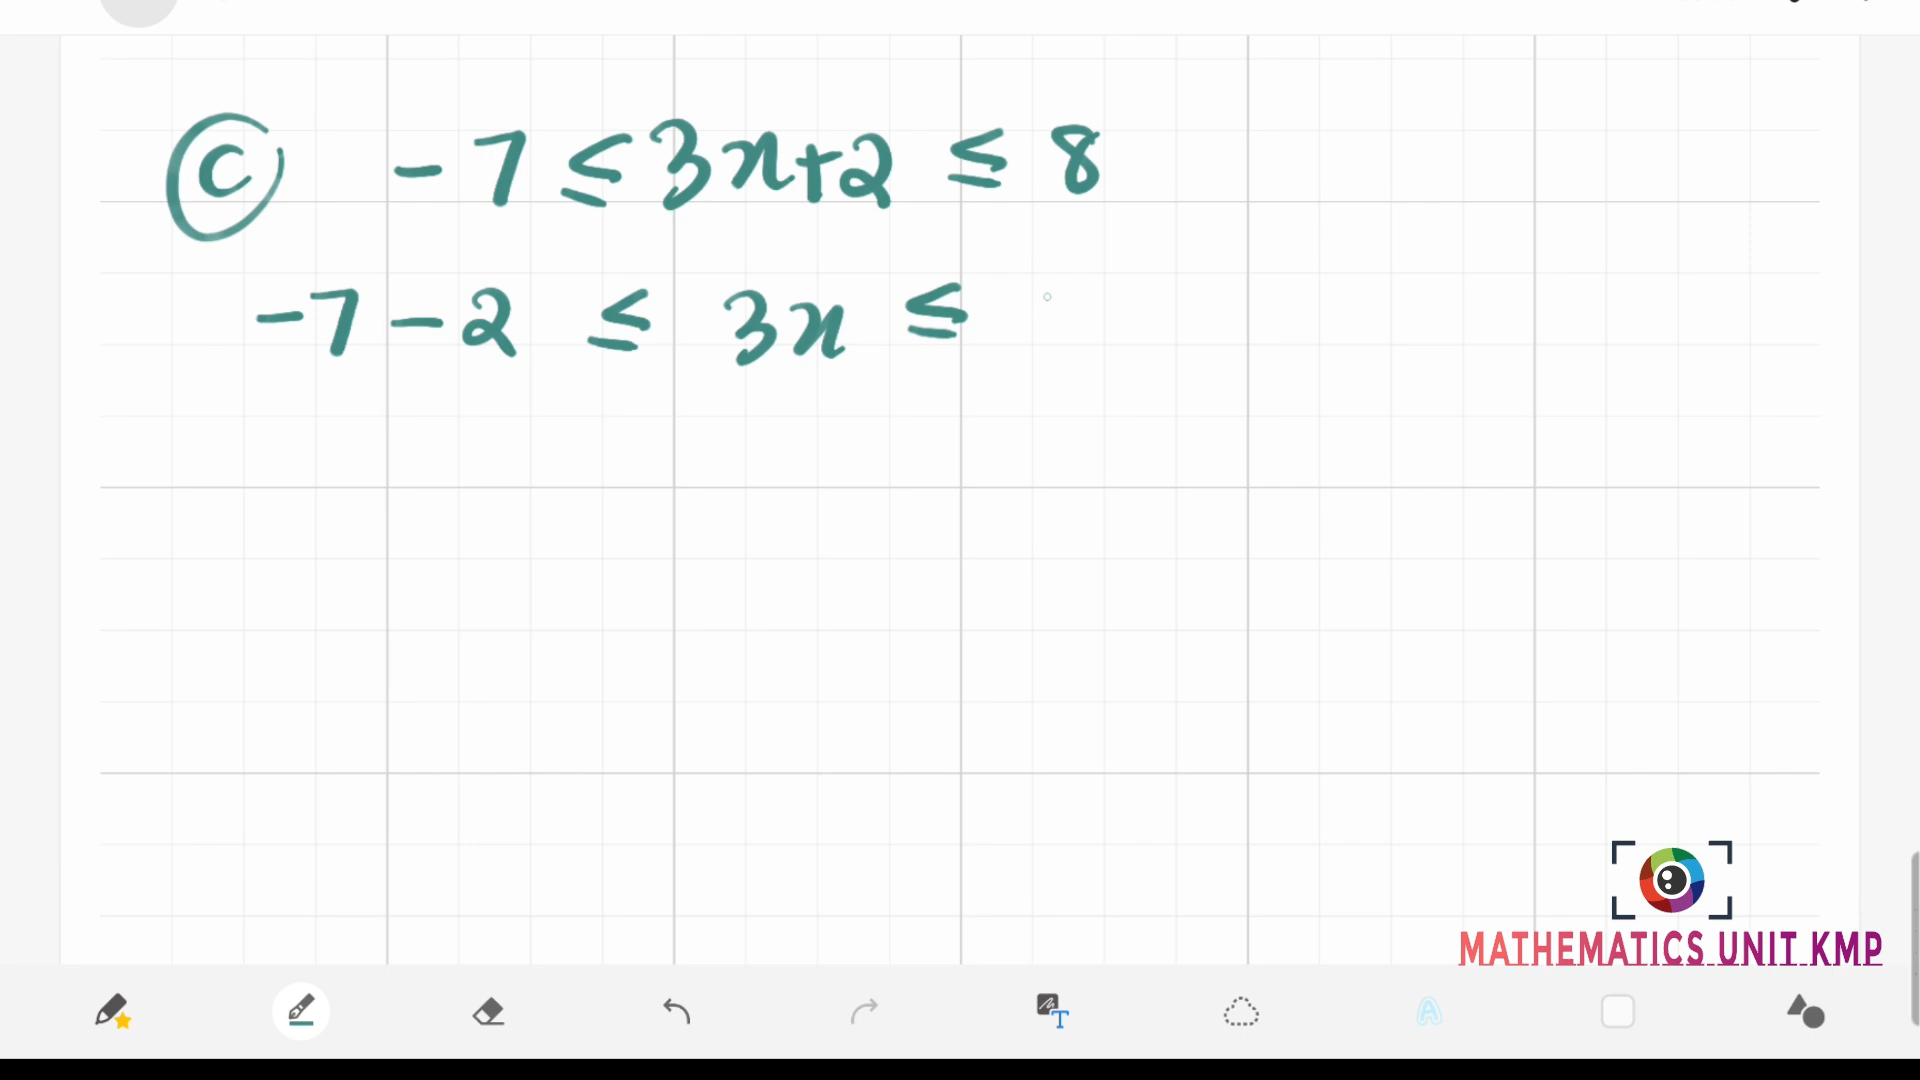 C -7 ≤ 3x+2 ≤ 8
-7-2 ≤ 3x ≤
MATHEMATICS UNIT KMP